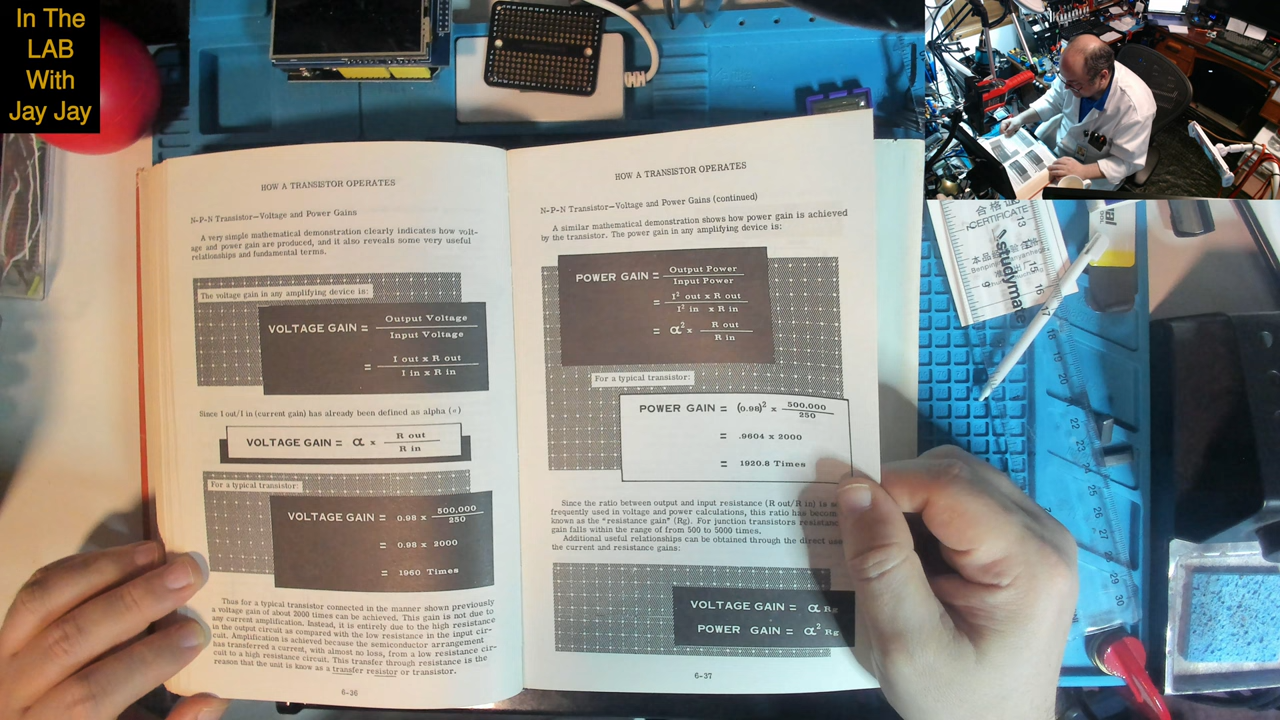 In The
LAB
With
Jay Jay
HOW A TRANSISTOR OPERATES
N-P-N Transistor—Voltage and Power Gains
A very simple mathematical demonstration clearly indicates how volt-
age and power gain are produced, and it also reveals some very useful
relationships and fundamental terms.
The voltage gain in any amplifying device is:
VOLTAGE GAIN = Output Voltage / Input Voltage
= I out x R out / I in x R in
Since I out/I in (current gain) has already been defined as alpha (∝)
VOLTAGE GAIN = α x R out / R in
For a typical transistor:
VOLTAGE GAIN = 0.98 x 500,000 / 250
= 0.98 x 2000
= 1960 Times
Thus for a typical transistor connected in the manner shown previously
a voltage gain of about 2000 times can be achieved. This gain is not due to
any current amplification. Instead, it is entirely due to the high resistance
in the output circuit as compared with the low resistance in the input cir-
cuit. Amplification is achieved because the semiconductor arrangement
has transferred a current, with almost no loss, from a low resistance cir-
cuit to a high resistance circuit. This transfer through resistance is the
reason that the unit is know as a transfer resistor or transistor.
6-36
HOW A TRANSISTOR OPERATES
N-P-N Transistor—Voltage and Power Gains (continued)
A similar mathematical demonstration shows how power gain is achieved
by the transistor. The power gain in any amplifying device is:
POWER GAIN = Output Power / Input Power
= I² out x R out / I² in x R in
= α² x R out / R in
For a typical transistor:
POWER GAIN = (0.98)² x 500,000 / 250
= .9604 x 2000
= 1920.8 Times
Since the ratio between output and input resistance (R out/R in) is
frequently used in voltage and power calculations, this ratio has
known as the "resistance gain" (Rg). For junction transistors
gain falls within the range of from 500 to 5000 times.
Additional useful relationships can be obtained through the direct
the current and resistance gains:
VOLTAGE GAIN = α Rg
POWER GAIN = α² Rg
6-37
合格证
CERTIFICATE
studymate